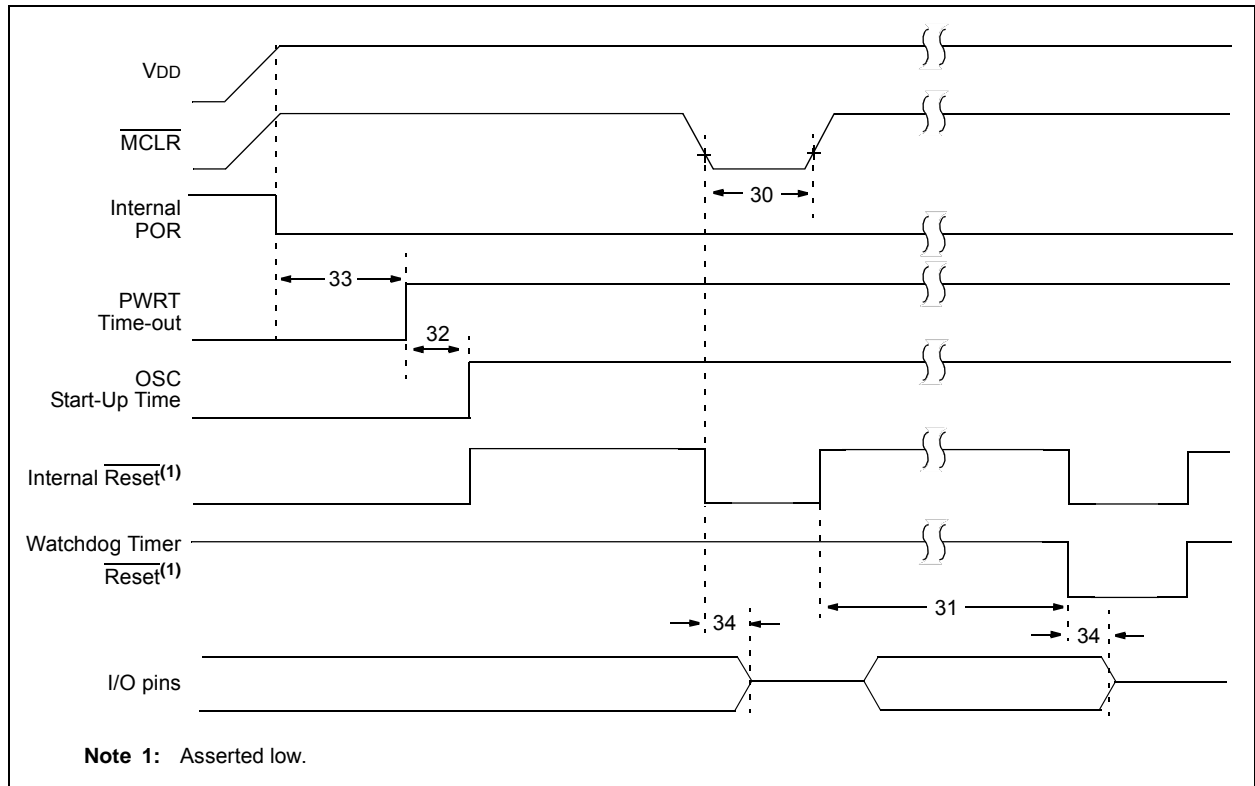 VDD
MCLR
30
Internal
POR
33
PWRT
Time-out
32
OSC
Start-Up Time
Internal Reset(1)
Watchdog Timer
Reset(1)
31
34
34
I/O pins
Note 1: Asserted low.